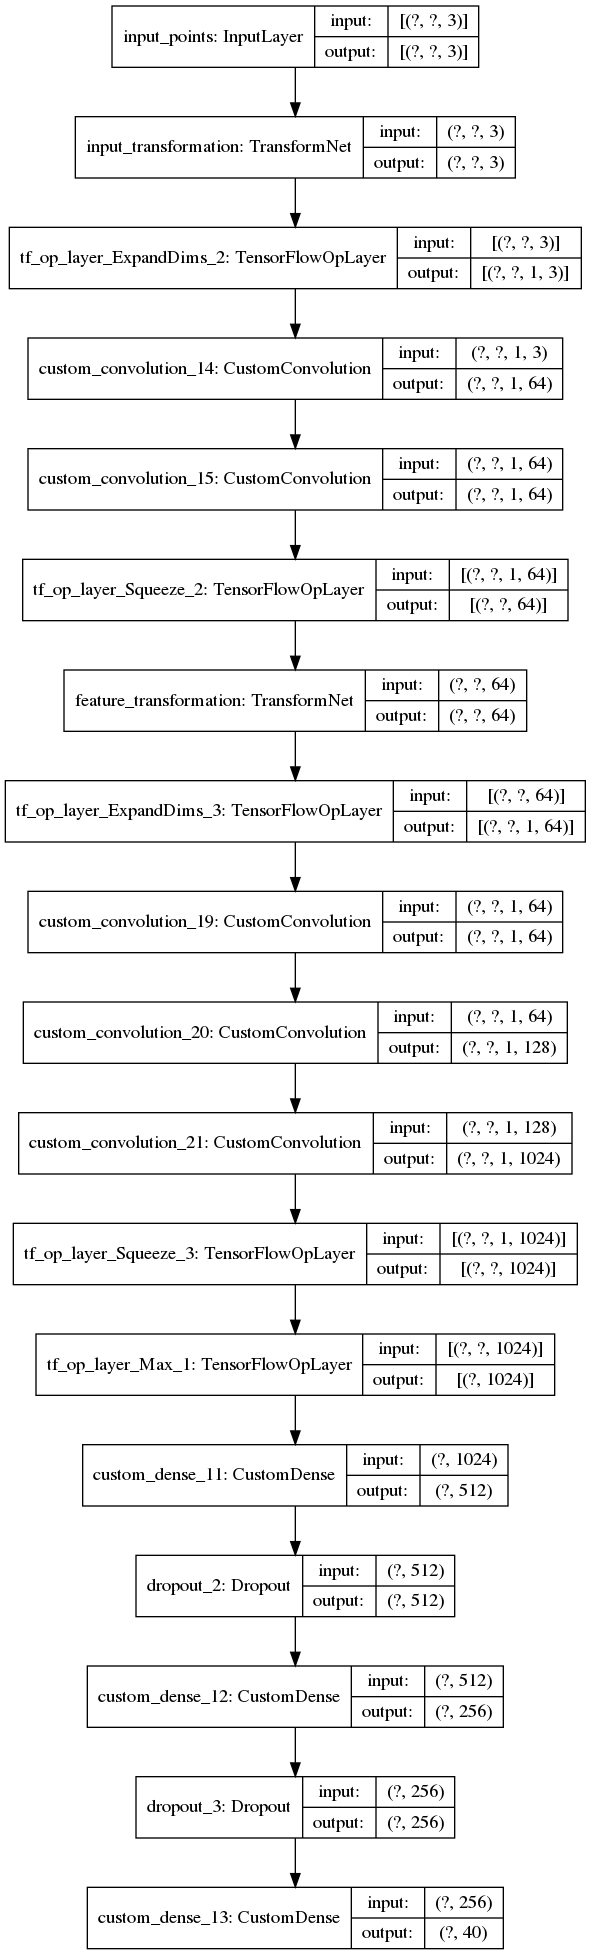 input_points: InputLayer
input: [(?, ?, 3)]
output: [(?, ?, 3)]
input_transformation: TransformNet
input: (?, ?, 3)
output: (?, ?, 3)
tf_op_layer_ExpandDims_2: TensorFlowOpLayer
input: [(?, ?, 3)]
output: [(?, ?, 1, 3)]
custom_convolution_14: CustomConvolution
input: (?, ?, 1, 3)
output: (?, ?, 1, 64)
custom_convolution_15: CustomConvolution
input: (?, ?, 1, 64)
output: (?, ?, 1, 64)
tf_op_layer_Squeeze_2: TensorFlowOpLayer
input: [(?, ?, 1, 64)]
output: [(?, ?, 64)]
feature_transformation: TransformNet
input: (?, ?, 64)
output: (?, ?, 64)
tf_op_layer_ExpandDims_3: TensorFlowOpLayer
input: [(?, ?, 64)]
output: [(?, ?, 1, 64)]
custom_convolution_19: CustomConvolution
input: (?, ?, 1, 64)
output: (?, ?, 1, 64)
custom_convolution_20: CustomConvolution
input: (?, ?, 1, 64)
output: (?, ?, 1, 128)
custom_convolution_21: CustomConvolution
input: (?, ?, 1, 128)
output: (?, ?, 1, 1024)
tf_op_layer_Squeeze_3: TensorFlowOpLayer
input: [(?, ?, 1, 1024)]
output: [(?, ?, 1024)]
tf_op_layer_Max_1: TensorFlowOpLayer
input: [(?, ?, 1024)]
output: [(?, 1024)]
custom_dense_11: CustomDense
input: (?, 1024)
output: (?, 512)
dropout_2: Dropout
input: (?, 512)
output: (?, 512)
custom_dense_12: CustomDense
input: (?, 512)
output: (?, 256)
dropout_3: Dropout
input: (?, 256)
output: (?, 256)
custom_dense_13: CustomDense
input: (?, 256)
output: (?, 40)